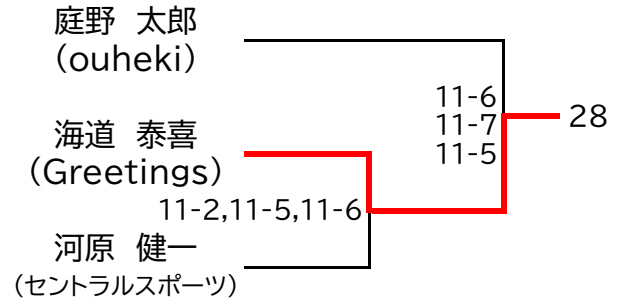 庭野 太郎
(ouheki)
11-6
11-7
11-5
28
海道 泰喜
(Greetings)
11-2,11-5,11-6
河原 健一
(セントラルスポーツ)